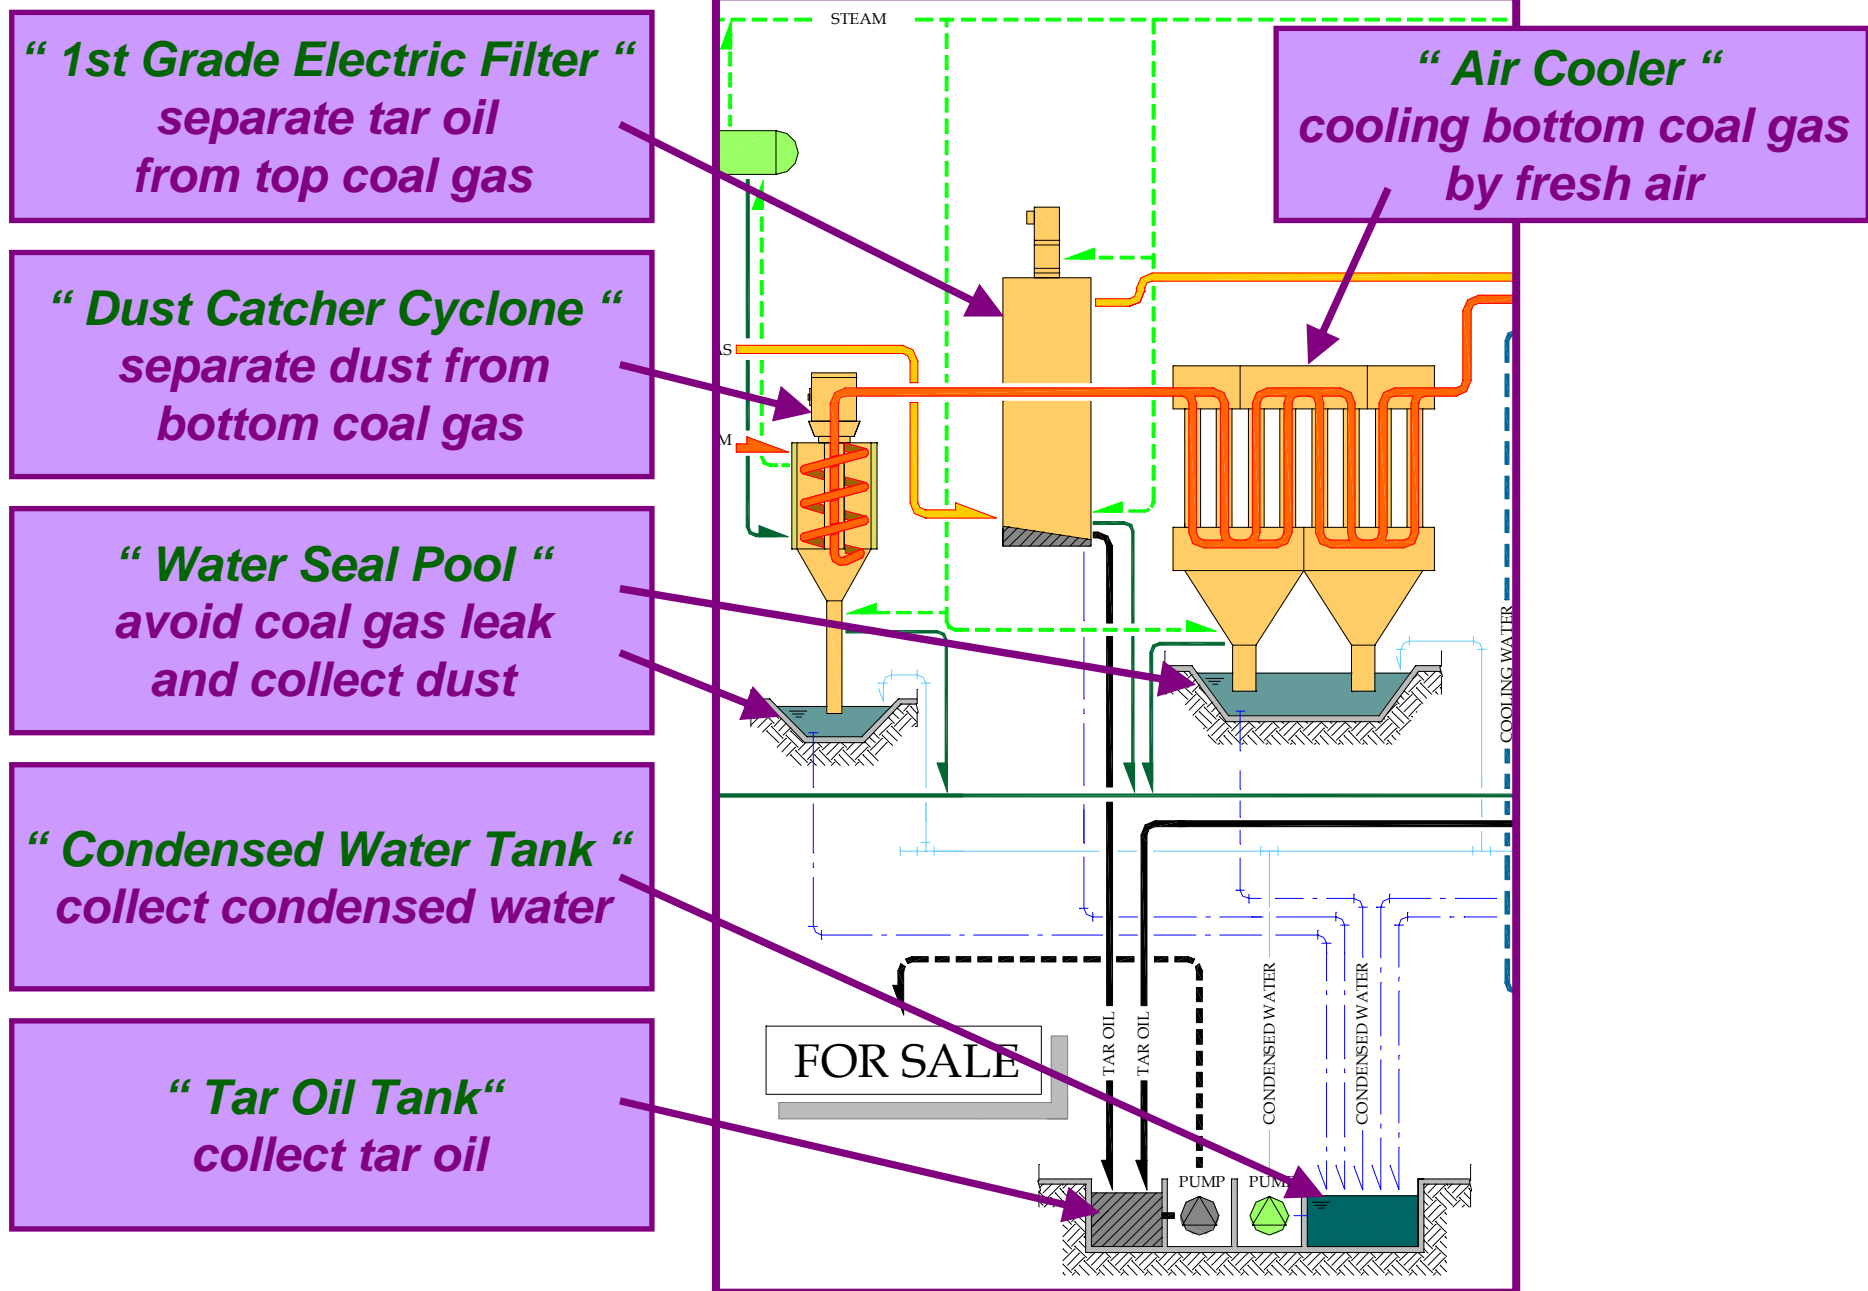 “ 1st Grade Electric Filter “
separate tar oil
from top coal gas
“ Dust Catcher Cyclone “
separate dust from
bottom coal gas
“ Water Seal Pool “
avoid coal gas leak
and collect dust
“ Condensed Water Tank “
collect condensed water
“ Tar Oil Tank“
collect tar oil
STEAM
“ Air Cooler “
cooling bottom coal gas
by fresh air
AS
M
COOLING WATER
FOR SALE
TAR OIL
TAR OIL
CONDENSED WATER
CONDENSED WATER
PUMP
PUMP